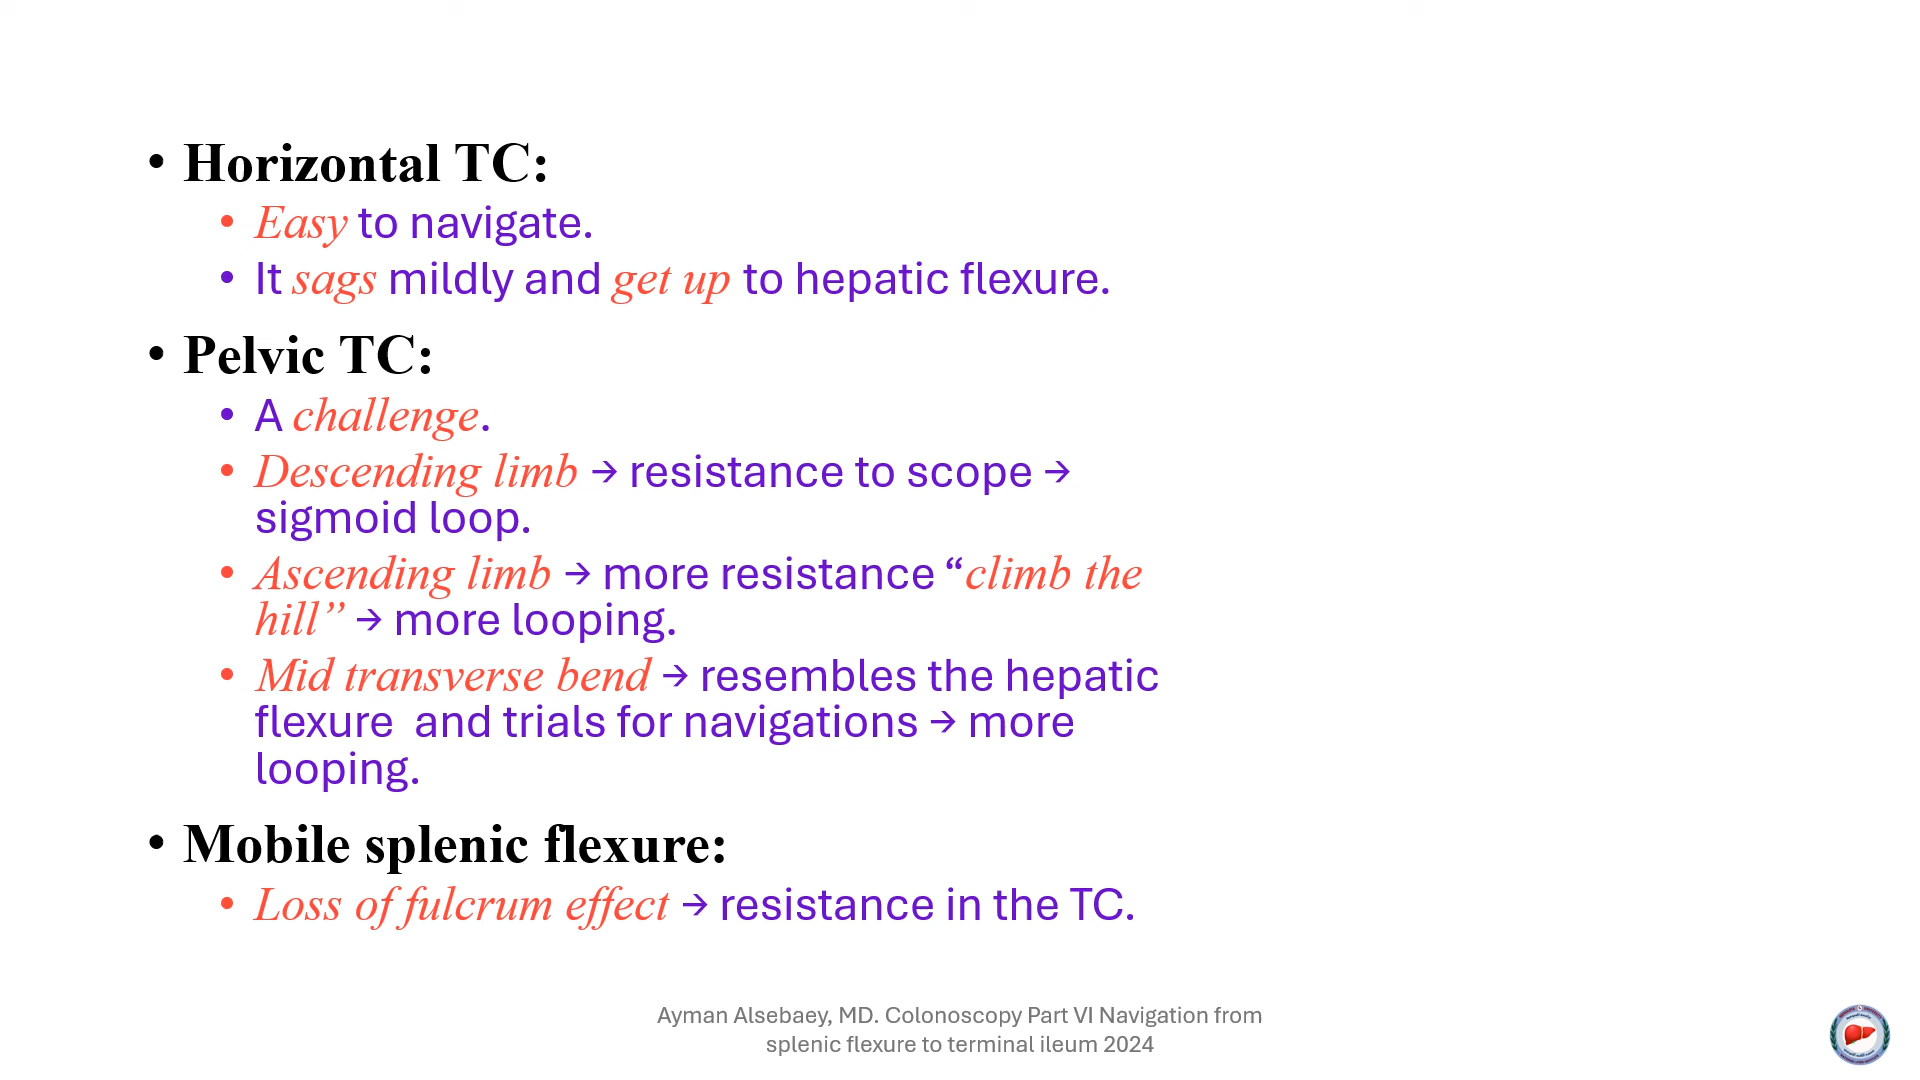 • Horizontal TC:
• Easy to navigate.
• It sags mildly and get up to hepatic flexure.
• Pelvic TC:
• A challenge.
• Descending limb → resistance to scope →
sigmoid loop.
• Ascending limb → more resistance “climb the
hill” → more looping.
• Mid transverse bend → resembles the hepatic
flexure and trials for navigations → more
looping.
• Mobile splenic flexure:
• Loss of fulcrum effect → resistance in the TC.
Ayman Alsebaey, MD. Colonoscopy Part VI Navigation from
splenic flexure to terminal ileum 2024